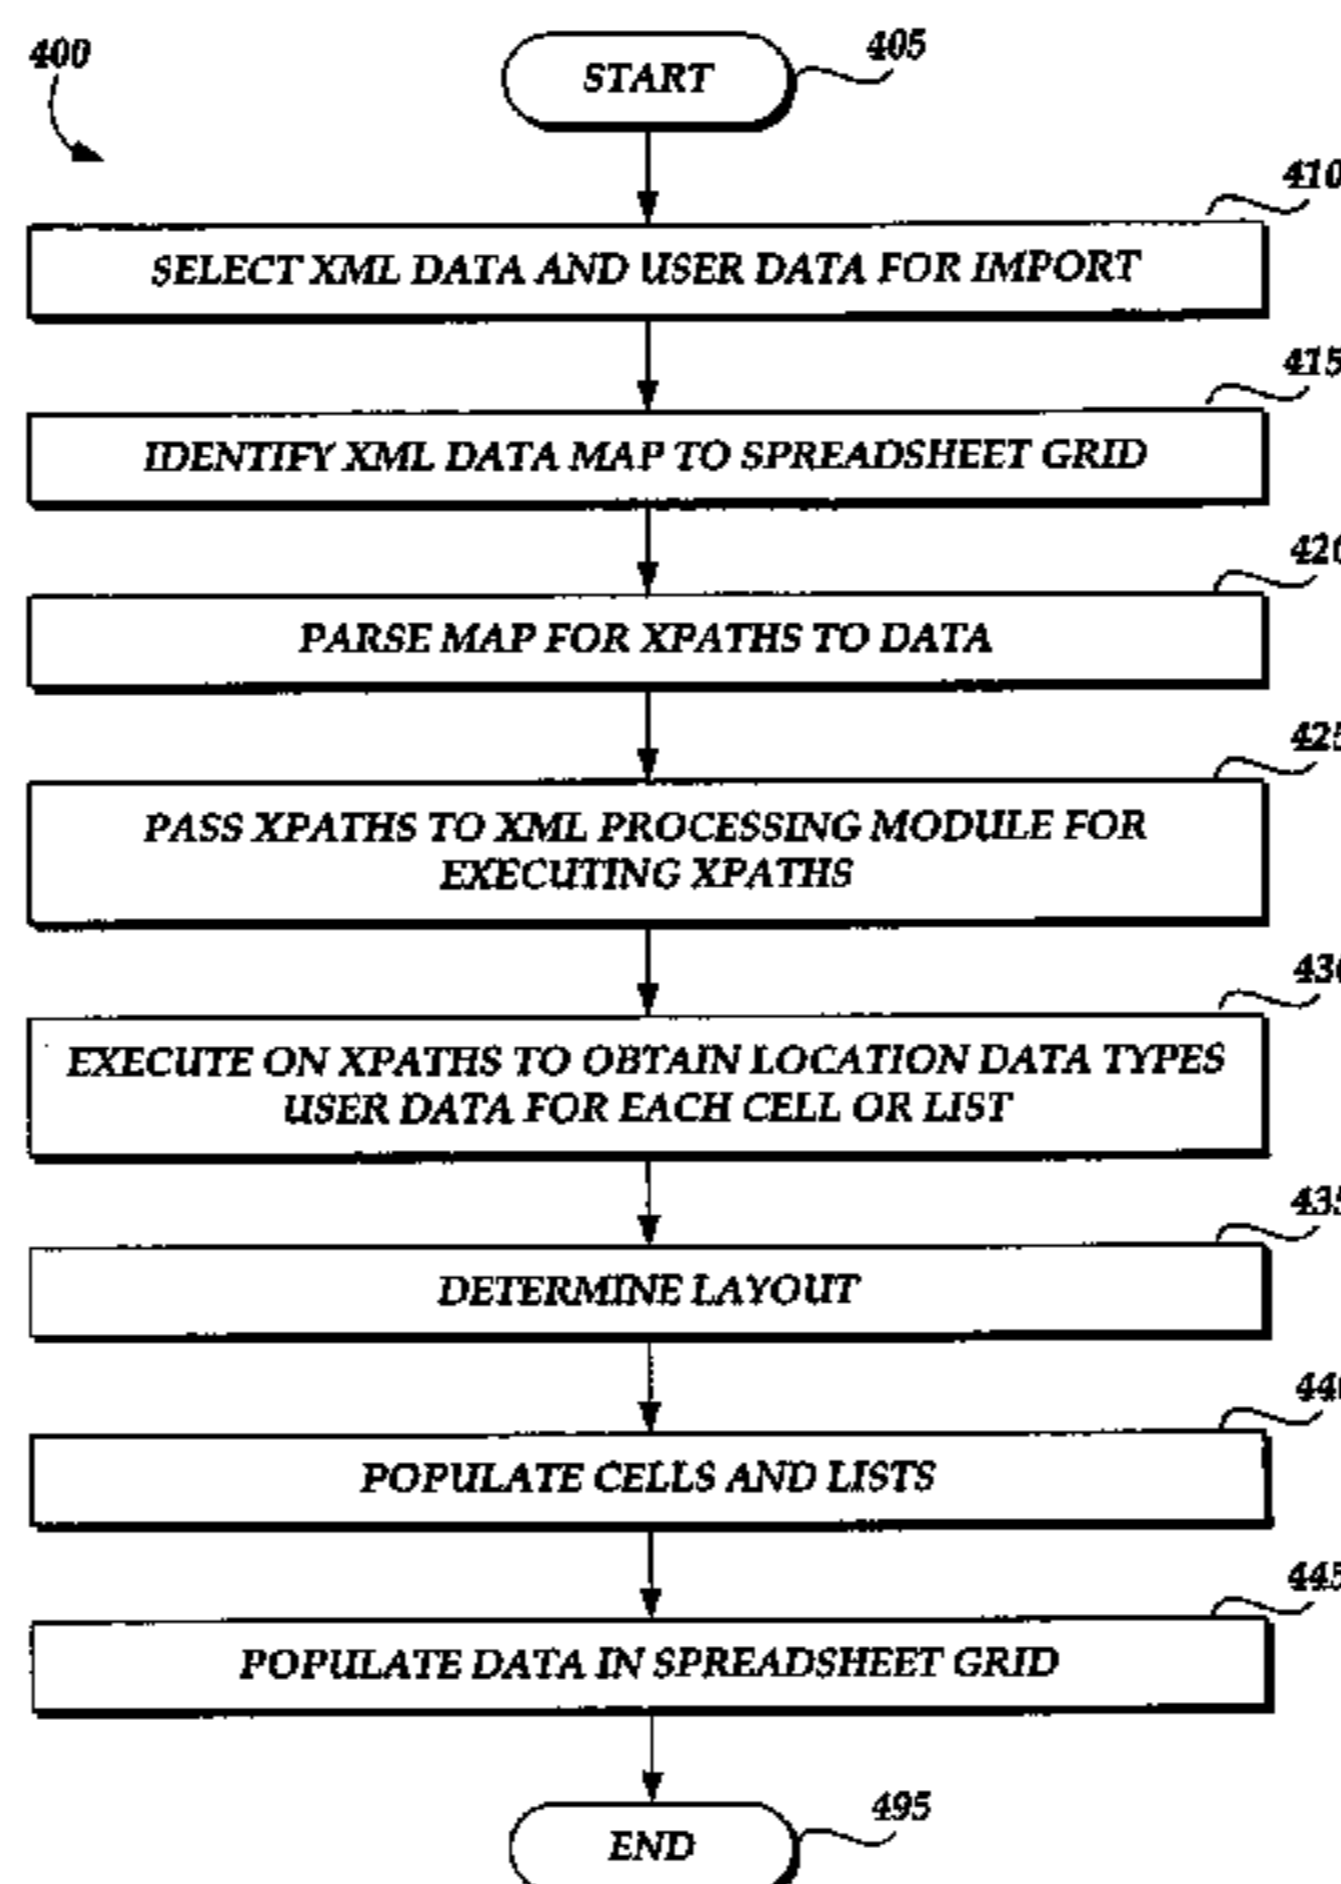 400
START
405
410
SELECT XML DATA AND USER DATA FOR IMPORT
415
IDENTIFY XML DATA MAP TO SPREADSHEET GRID
420
PARSE MAP FOR XPATHS TO DATA
425
PASS XPATHS TO XML PROCESSING MODULE FOR
EXECUTING XPATHS
430
EXECUTE ON XPATHS TO OBTAIN LOCATION DATA TYPES
USER DATA FOR EACH CELL OR LIST
435
DETERMINE LAYOUT
440
POPULATE CELLS AND LISTS
445
POPULATE DATA IN SPREADSHEET GRID
END
495